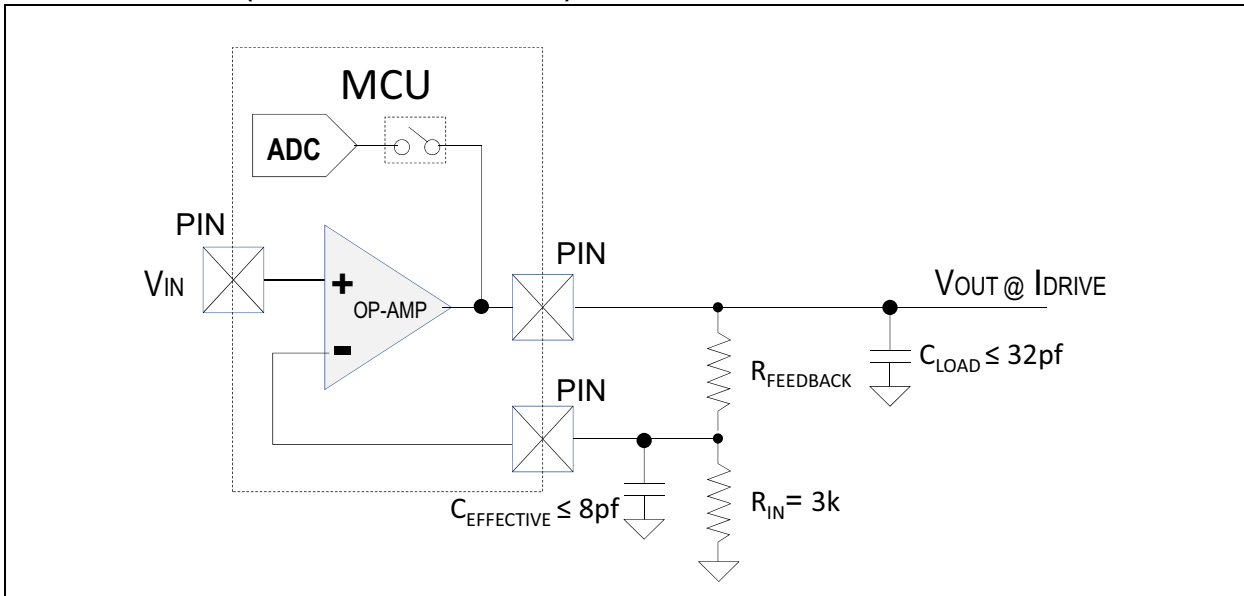 MCU
ADC
PIN
VIN
+
OP-AMP
-
PIN
VOUT @ IDRIVE
RFEEDBACK
CLOAD ≤ 32pf
PIN
CEFFECTIVE ≤ 8pf
RIN= 3k